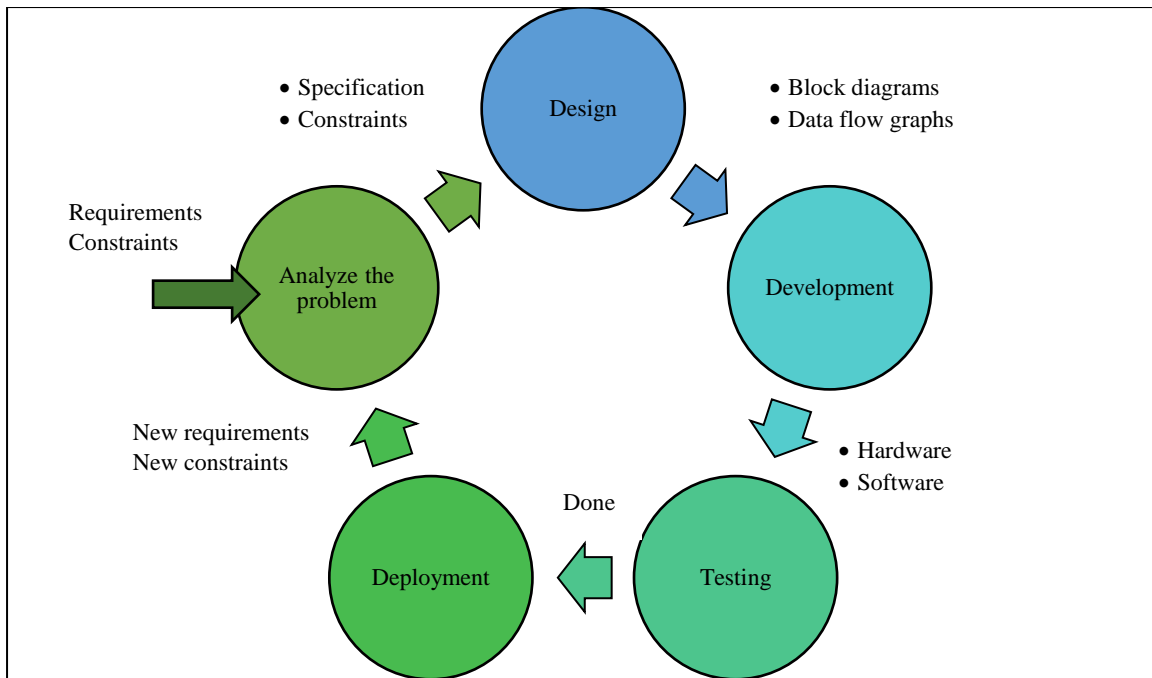 • Specification
• Constraints
Design
• Block diagrams
• Data flow graphs
Requirements
Constraints
Analyze the
problem
Development
New requirements
New constraints
• Hardware
• Software
Done
Deployment
Testing